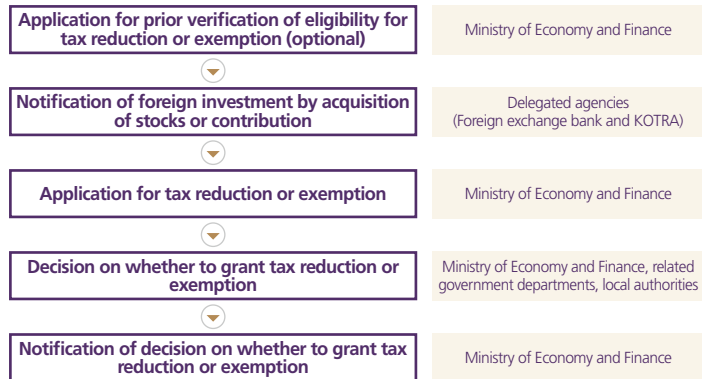 Application for prior verification of eligibility for
tax reduction or exemption (optional)
Ministry of Economy and Finance
Notification of foreign investment by acquisition
of stocks or contribution
Delegated agencies
(Foreign exchange bank and KOTRA)
Application for tax reduction or exemption
Ministry of Economy and Finance
Decision on whether to grant tax reduction or
exemption
Ministry of Economy and Finance, related
government departments, local authorities
Notification of decision on whether to grant tax
reduction or exemption
Ministry of Economy and Finance